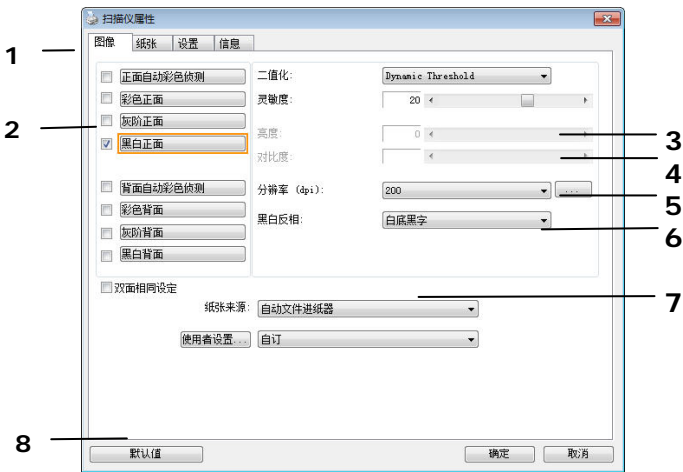 扫描仪属性
图像 纸张 设置 信息
1
正面自动彩色侦测
彩色正面
灰阶正面
黑白正面
2
背面自动彩色侦测
彩色背面
灰阶背面
黑白背面
二值化: Dynamic Threshold
灵敏度: 20
亮度: 0
3
对比度:
4
分辨率 (dpi): 200 ...
5
黑白反相: 白底黑字
6
双面相同设定
7
纸张来源: 自动文件进纸器
使用者设置... 自订
8
默认值 确定 取消